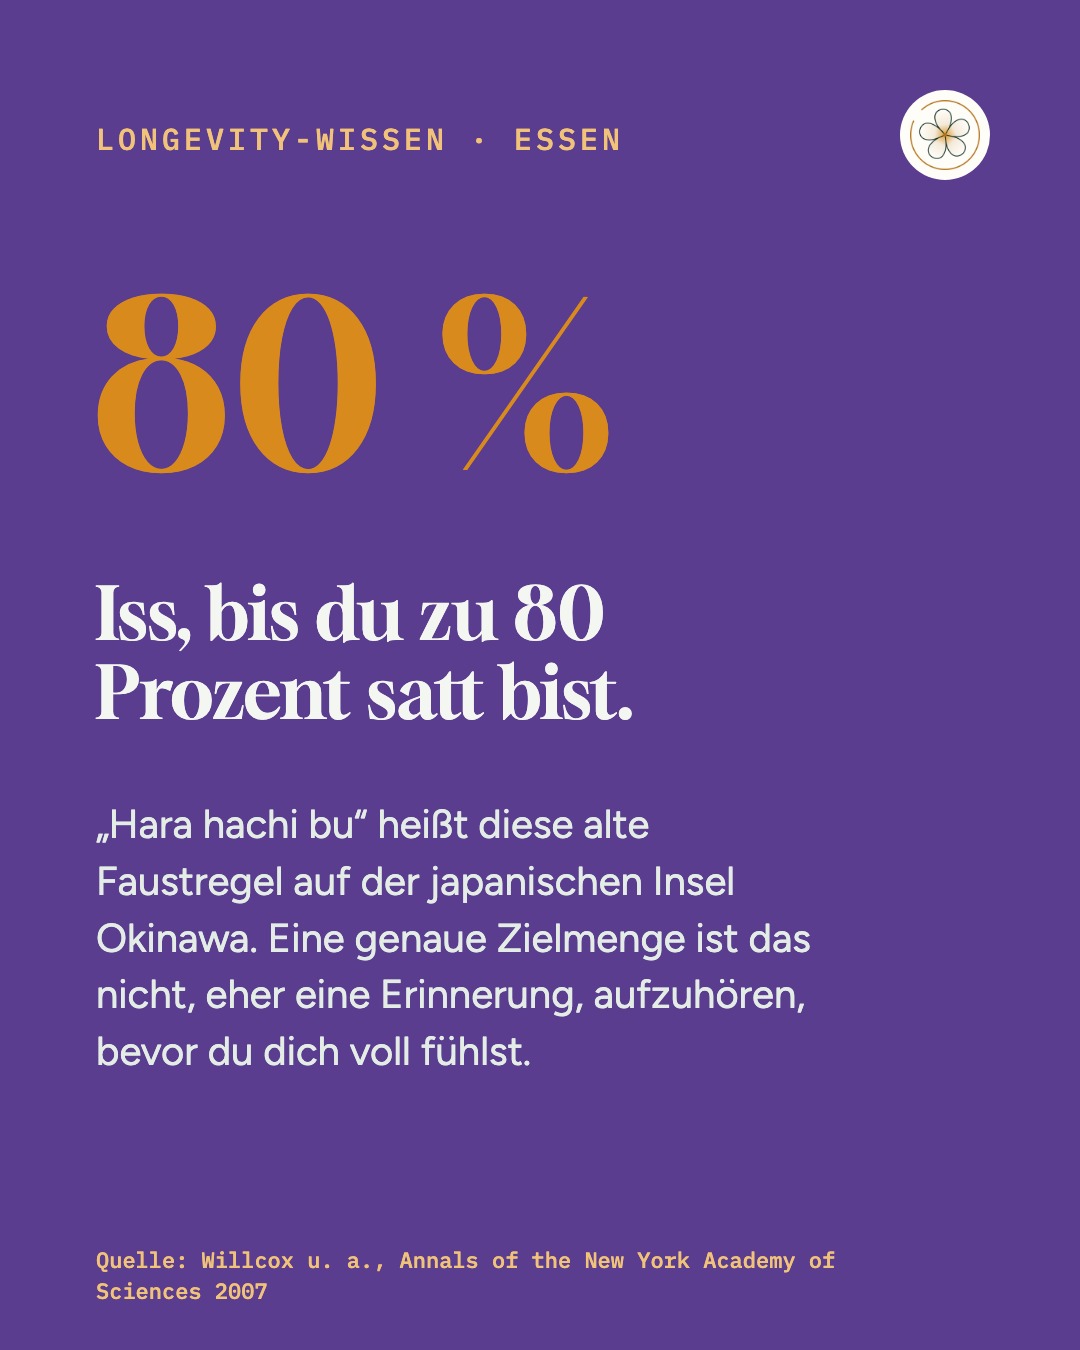 LONGEVITY-WISSEN · ESSEN
80 %
Iss, bis du zu 80
Prozent satt bist.
„Hara hachi bu“ heißt diese alte
Faustregel auf der japanischen Insel
Okinawa. Eine genaue Zielmenge ist das
nicht, eher eine Erinnerung, aufzuhören,
bevor du dich voll fühlst.
Quelle: Willcox u. a., Annals of the New York Academy of
Sciences 2007